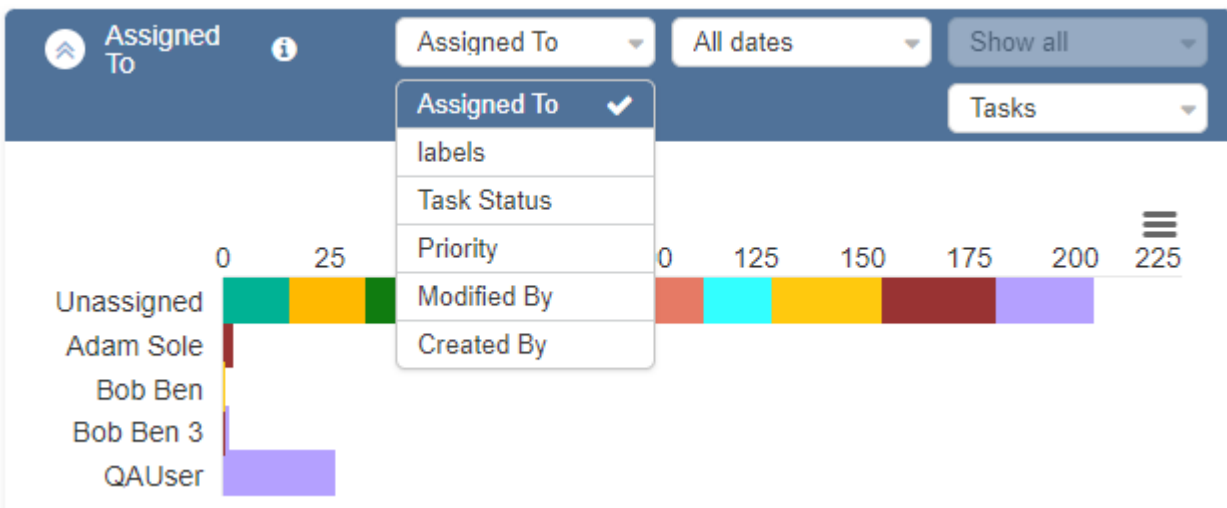 Assigned
To
Assigned To
All dates
Show all
Tasks
Assigned To
labels
Task Status
Priority
Modified By
Created By
0 25 125 150 175 200 225
Unassigned
Adam Sole
Bob Ben
Bob Ben 3
QAUser